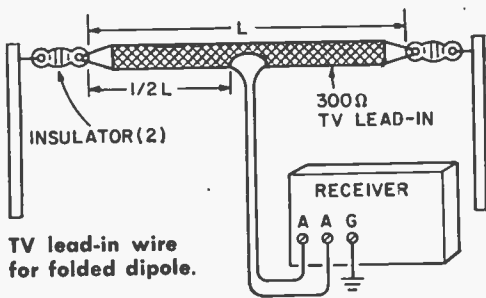 L
1/2 L
INSULATOR(2)
300Ω
TV LEAD-IN
RECEIVER
A A G
TV lead-in wire
for folded dipole.